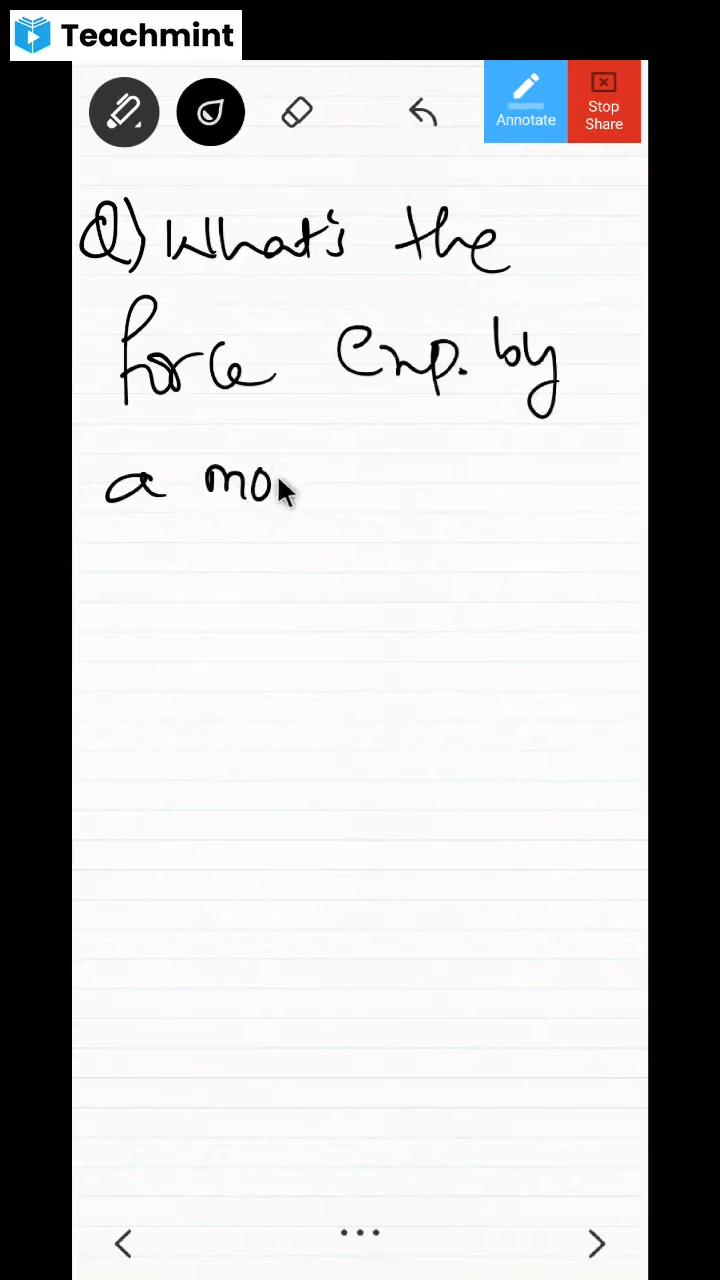 Teachmint
Annotate
Stop
Share
Q) What's the
force exp. by
a mo